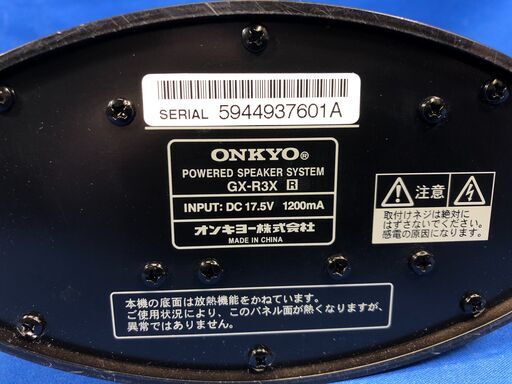 SERIAL 5944937601A
ONKYO®
POWERED SPEAKER SYSTEM
GX-R3X R
INPUT: DC 17.5V 1200mA
オンキヨー株式会社
MADE IN CHINA
注意
取付けネジは絶対に
はずさないでください。
感電の原因になります。
本機の底面は放熱機能をかねています。
ご使用状況により、このパネル面が熱くなりますが、
異常ではありません。